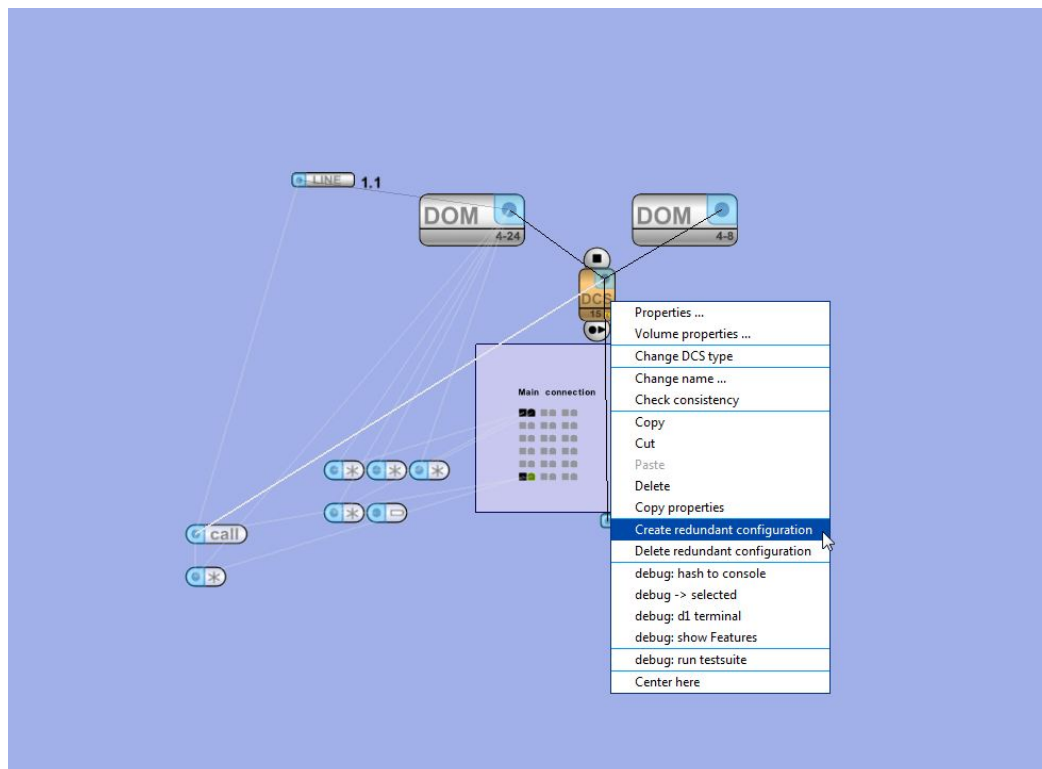 LINE 1.1
DOM
4-24
DOM
4-8
DCS
15
Properties ...
Volume properties ...
Change DCS type
Change name ...
Check consistency
Main connection
Copy
Cut
Paste
Delete
Copy properties
Create redundant configuration
Delete redundant configuration
debug: hash to console
debug -> selected
debug: d1 terminal
debug: show Features
debug: run testsuite
Center here
call